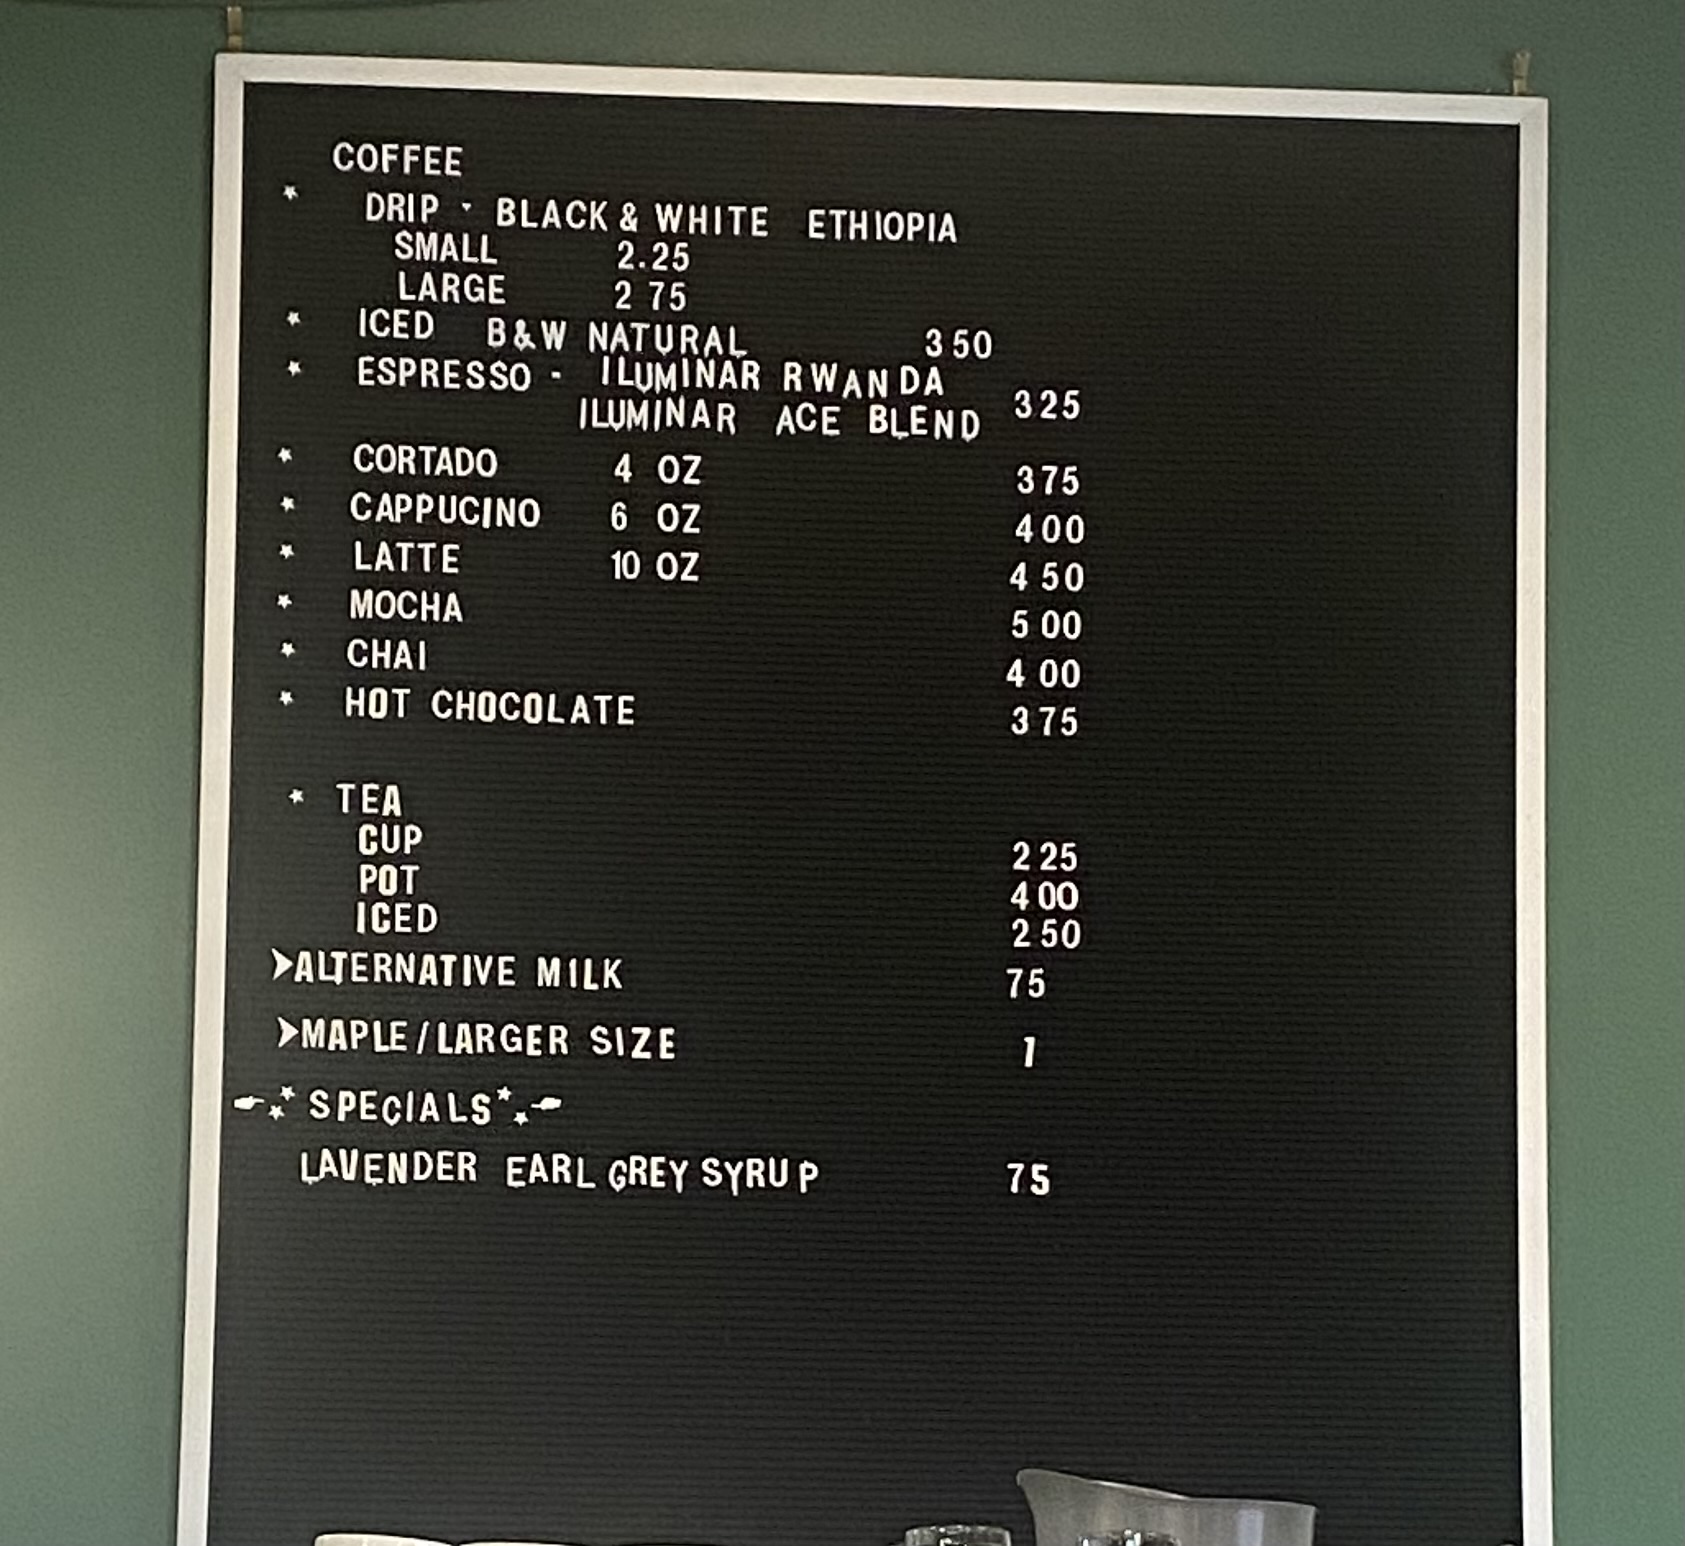 COFFEE
* DRIP - BLACK & WHITE ETHIOPIA
SMALL 2.25
LARGE 2 75
* ICED B&W NATURAL 3 50
* ESPRESSO - ILUMINAR RWANDA
ILUMINAR ACE BLEND 3 25
* CORTADO 4 OZ 3 75
* CAPPUCINO 6 OZ 4 00
* LATTE 10 OZ 4 50
* MOCHA 5 00
* CHAI 4 00
* HOT CHOCOLATE 3 75
* TEA
CUP 2 25
POT 4 00
ICED 2 50
➤ALTERNATIVE MILK 75
➤MAPLE/LARGER SIZE 1
SPECIALS
LAVENDER EARL GREY SYRUP 75